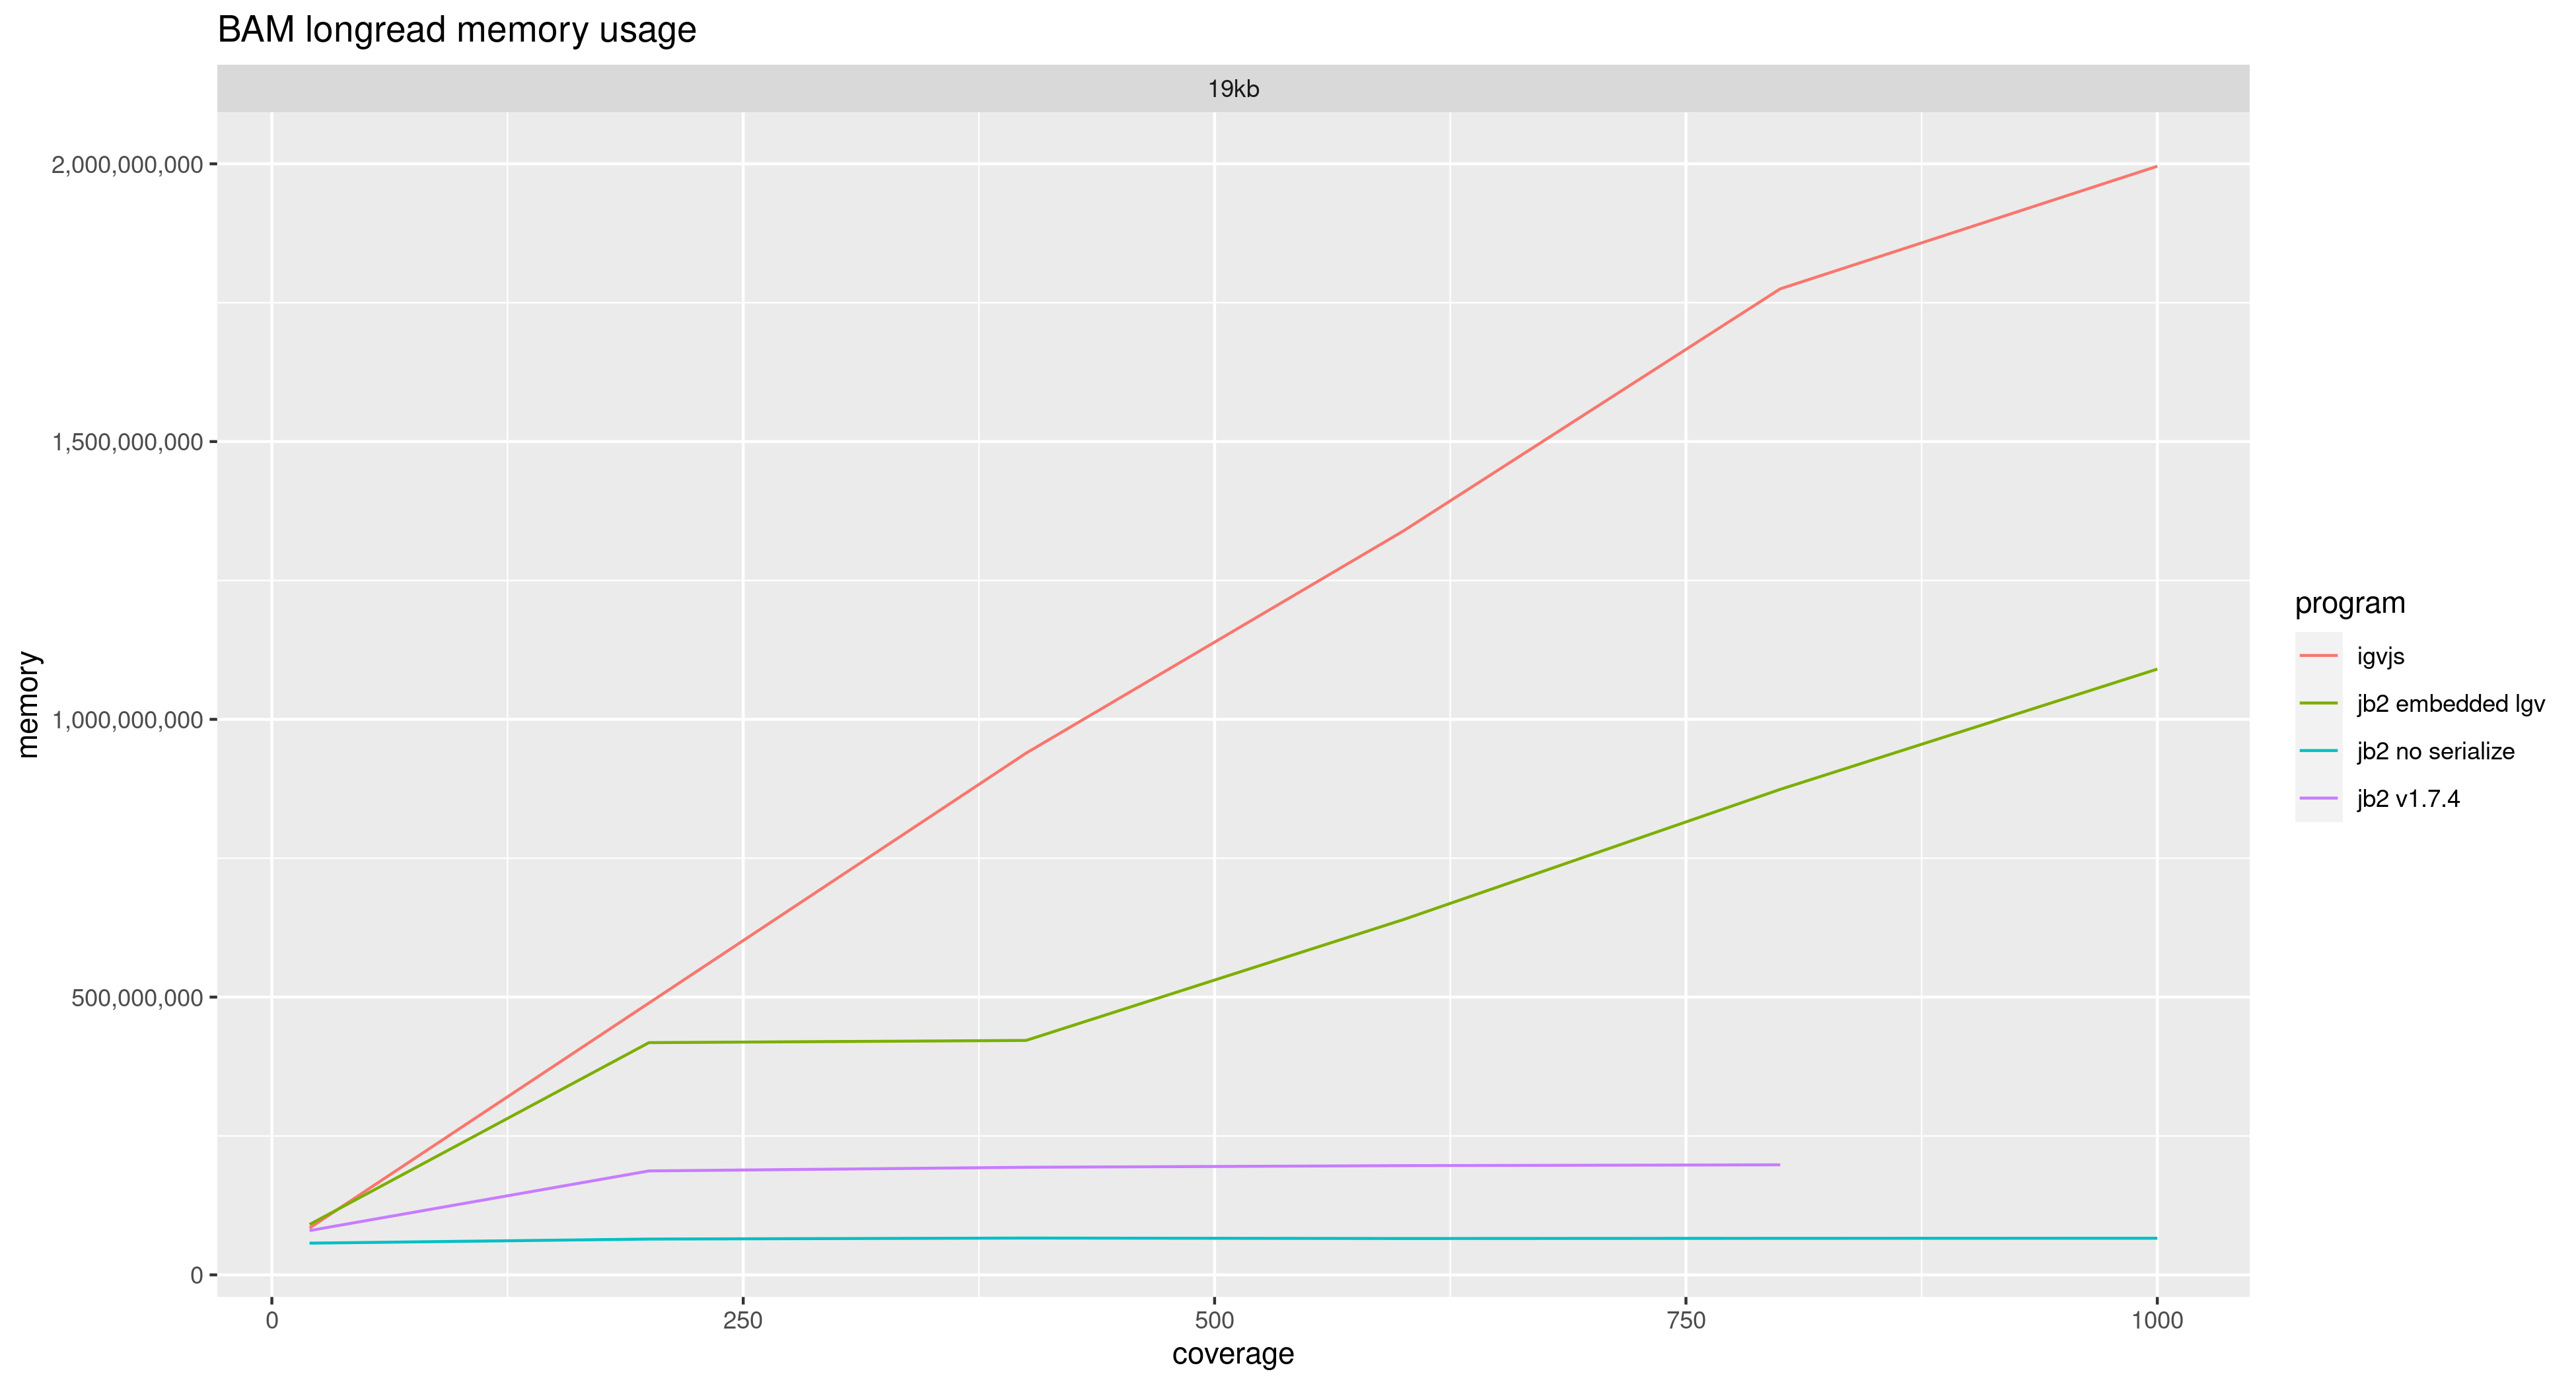 BAM longread memory usage
19kb
2,000,000,000
1,500,000,000
1,000,000,000
500,000,000
0
memory
0 250 500 750 1000
coverage
program
igvjs
jb2 embedded lgv
jb2 no serialize
jb2 v1.7.4